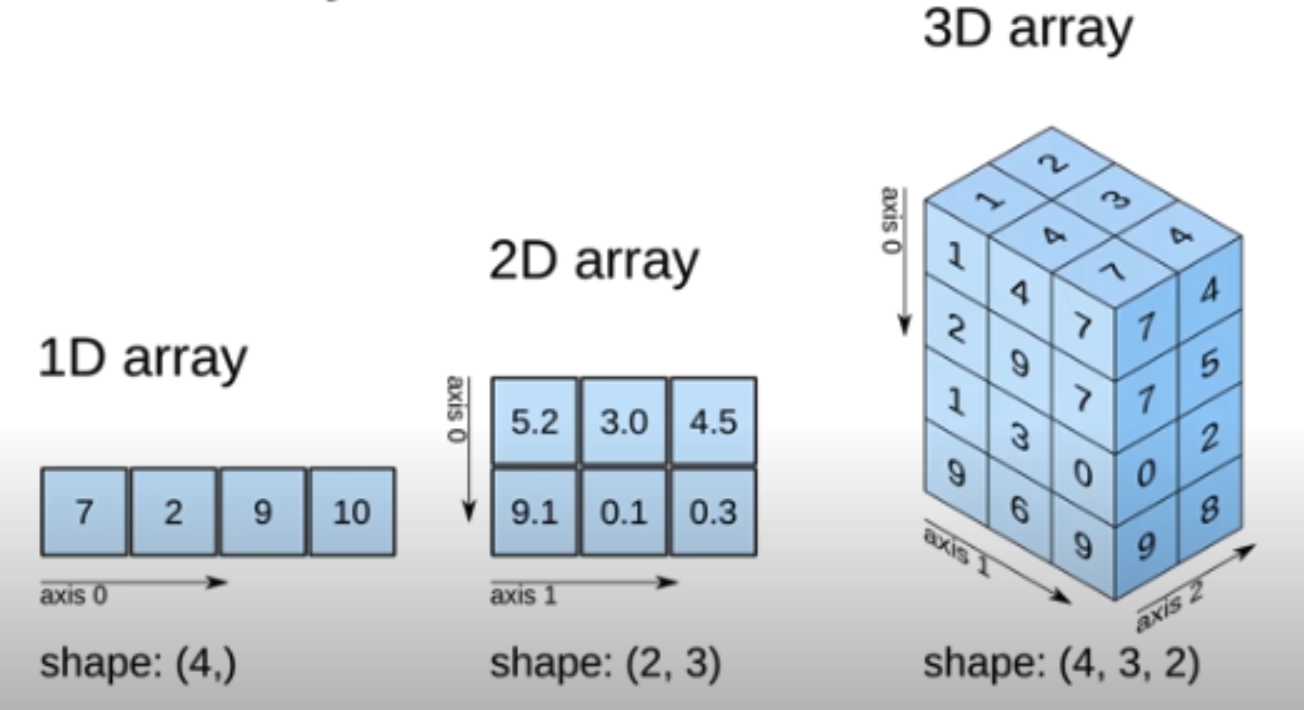 1D array
7 2 9 10
axis 0
shape: (4,)
2D array
axis 0
5.2 3.0 4.5
9.1 0.1 0.3
axis 1
shape: (2, 3)
3D array
axis 0
2
1 3
4 4
7
1 4 7 7 4
2 9 7 7 5
1 3 0 0 2
9 6 9 9 8
axis 1
axis 2
shape: (4, 3, 2)